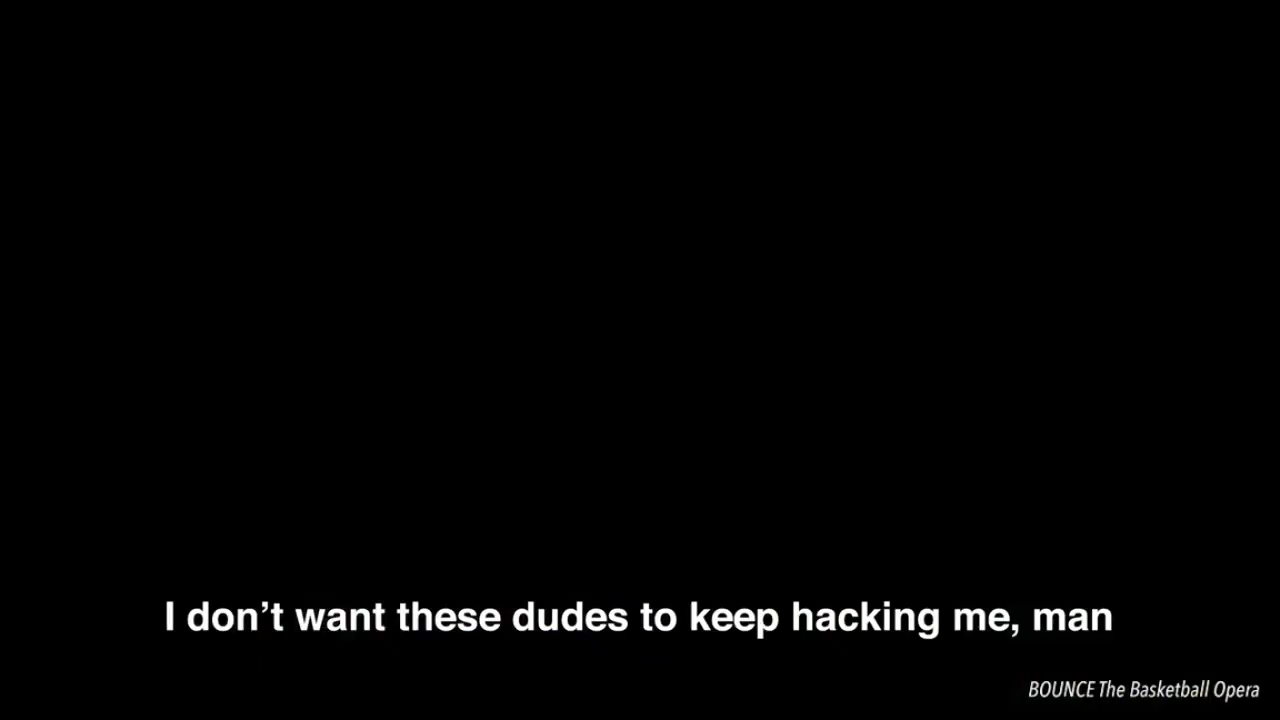 I don’t want these dudes to keep hacking me, man
BOUNCE The Basketball Opera